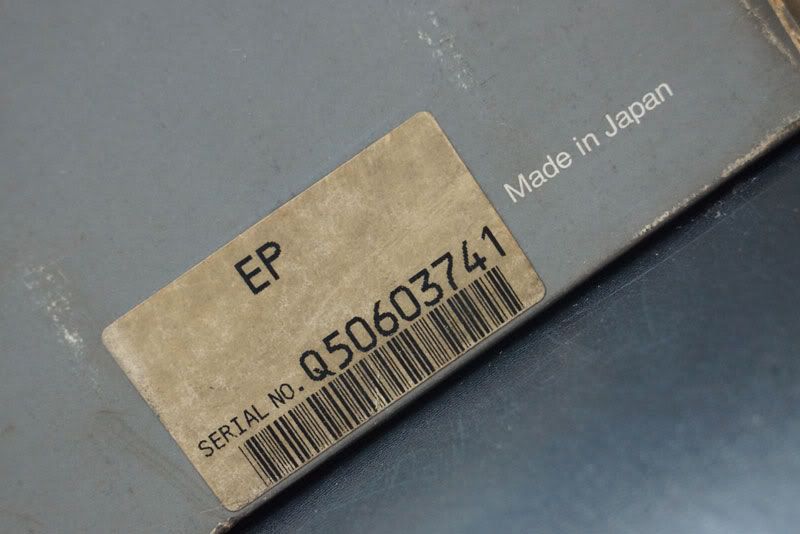 EP
SERIAL NO. Q50603741
Made in Japan